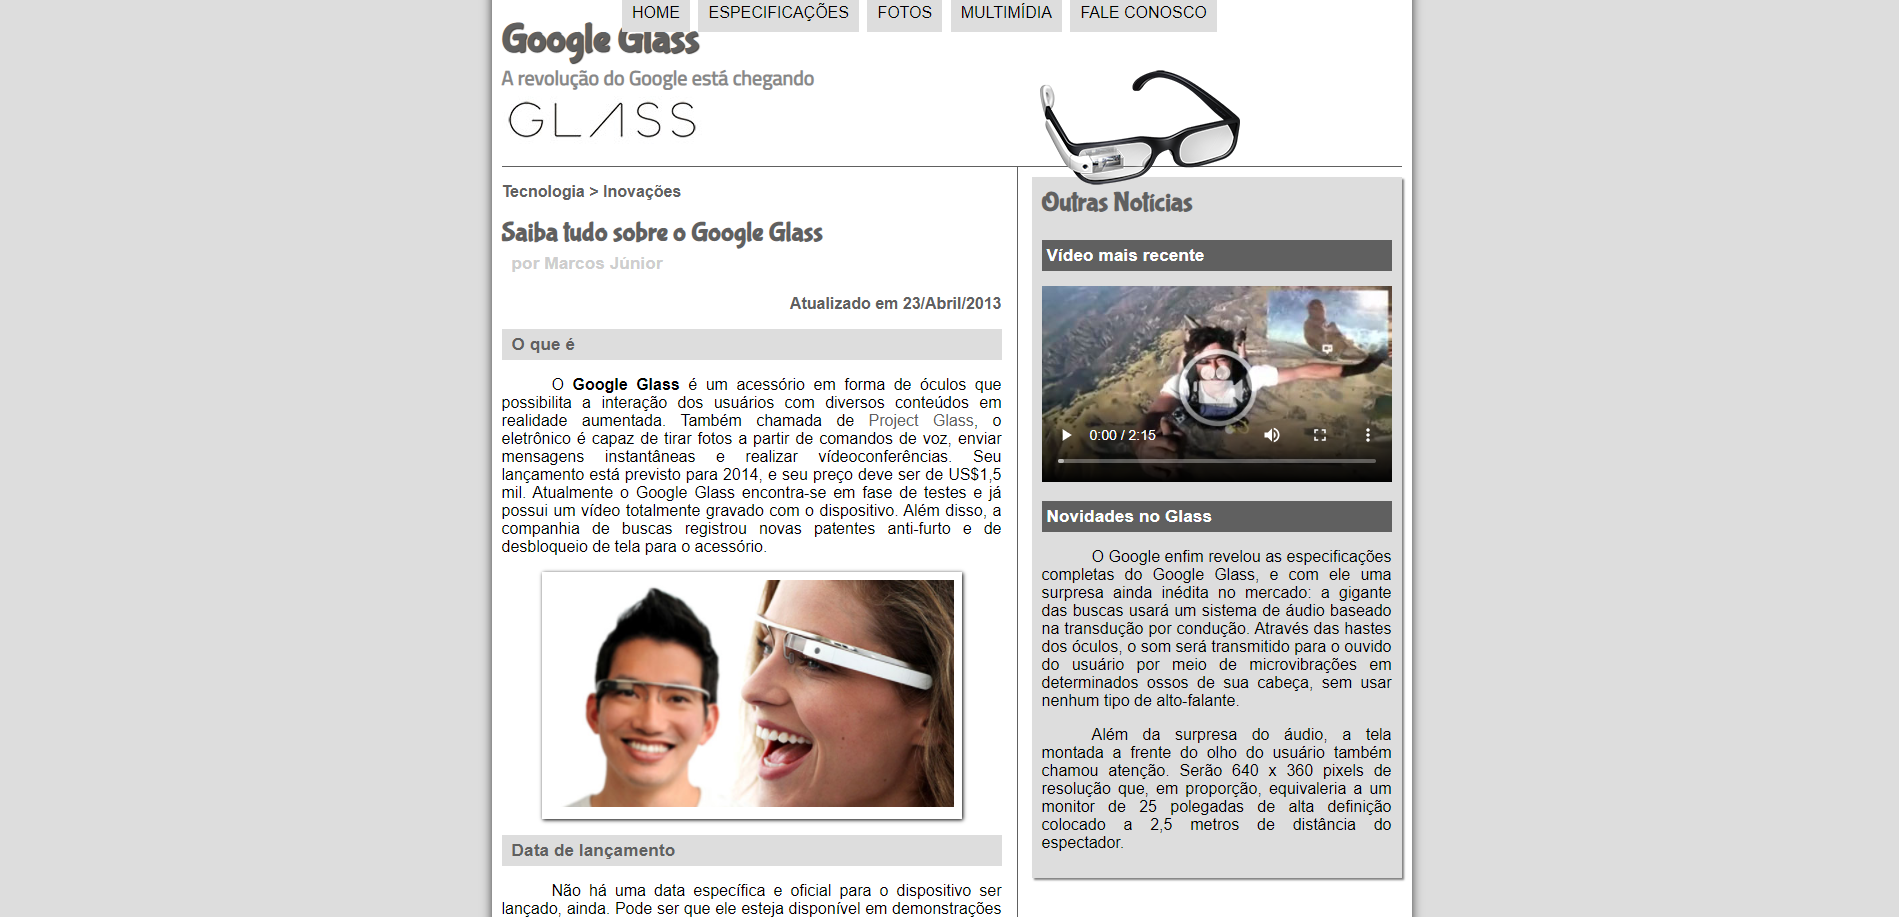 HOME ESPECIFICAÇÕES FOTOS MULTIMÍDIA FALE CONOSCO
Google Glass
A revolução do Google está chegando
GLASS
Tecnologia > Inovações
Saiba tudo sobre o Google Glass
por Marcos Júnior
Atualizado em 23/Abril/2013
O que é
O Google Glass é um acessório em forma de óculos que
possibilita a interação dos usuários com diversos conteúdos em
realidade aumentada. Também chamada de Project Glass, o
eletrônico é capaz de tirar fotos a partir de comandos de voz, enviar
mensagens instantâneas e realizar vídeoconferências. Seu
lançamento está previsto para 2014, e seu preço deve ser de US$1,5
mil. Atualmente o Google Glass encontra-se em fase de testes e já
possui um vídeo totalmente gravado com o dispositivo. Além disso, a
companhia de buscas registrou novas patentes anti-furto e de
desbloqueio de tela para o acessório.
Data de lançamento
Não há uma data específica e oficial para o dispositivo ser
lançado, ainda. Pode ser que ele esteja disponível em demonstrações
Outras Notícias
Vídeo mais recente
0:00 / 2:15
Novidades no Glass
O Google enfim revelou as especificações
completas do Google Glass, e com ele uma
surpresa ainda inédita no mercado: a gigante
das buscas usará um sistema de áudio baseado
na transdução por condução. Através das hastes
dos óculos, o som será transmitido para o ouvido
do usuário por meio de microvibrações em
determinados ossos de sua cabeça, sem usar
nenhum tipo de alto-falante.
Além da surpresa do áudio, a tela
montada a frente do olho do usuário também
chamou atenção. Serão 640 x 360 pixels de
resolução que, em proporção, equivaleria a um
monitor de 25 polegadas de alta definição
colocado a 2,5 metros de distância do
espectador.